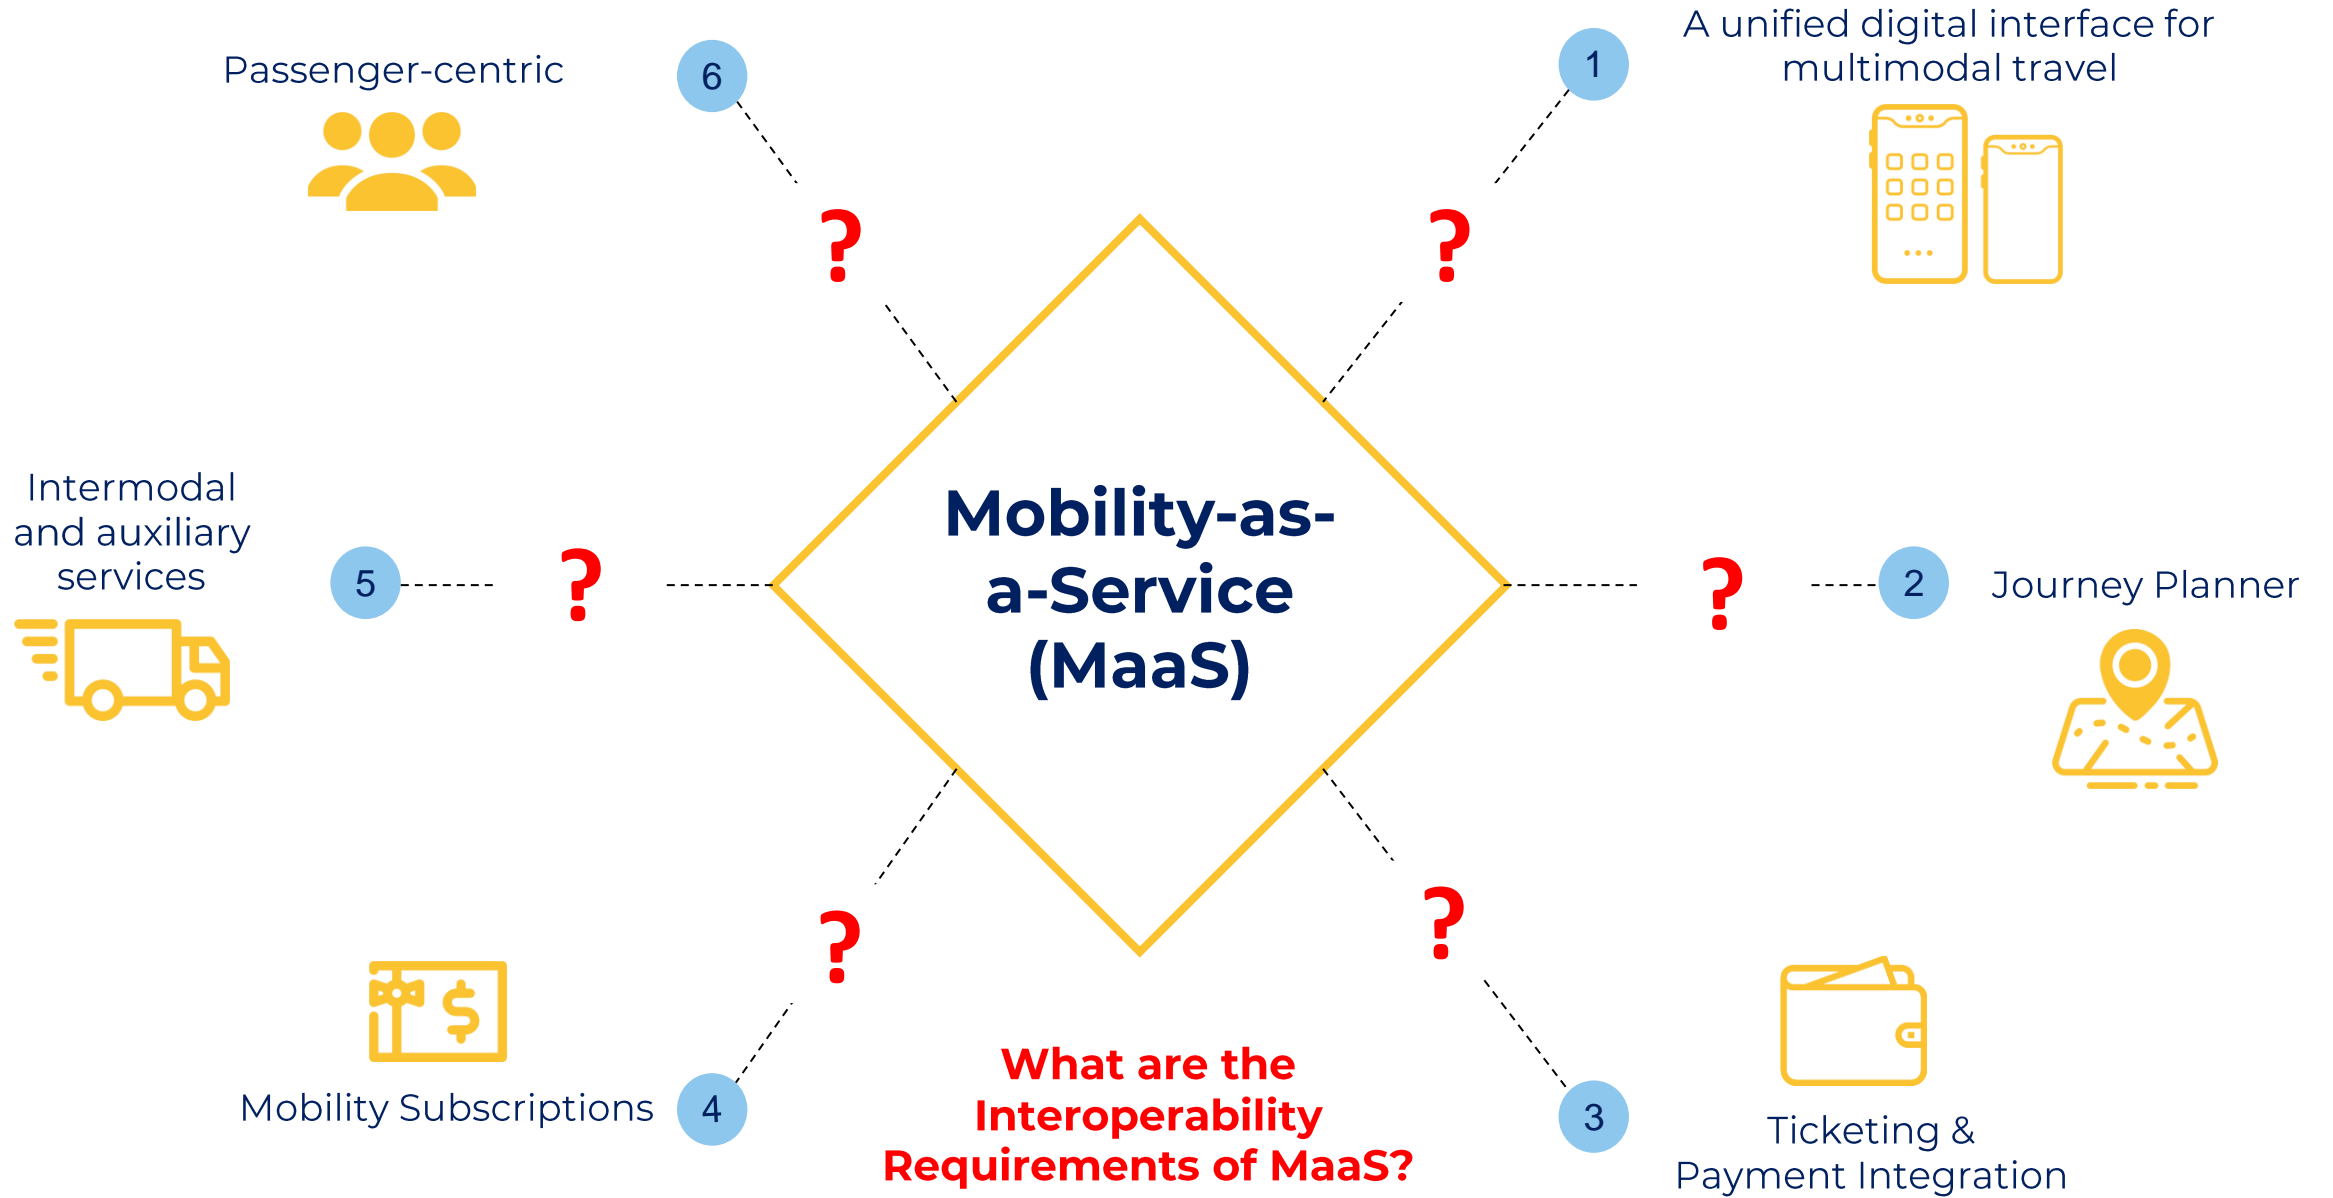 A unified digital interface for
multimodal travel
1
Passenger-centric
6
?
?
Intermodal
and auxiliary
services
5
?
Mobility-as-
a-Service
(MaaS)
?
2
Journey Planner
?
?
$
Mobility Subscriptions
4
What are the
Interoperability
Requirements of MaaS?
3
Ticketing &
Payment Integration